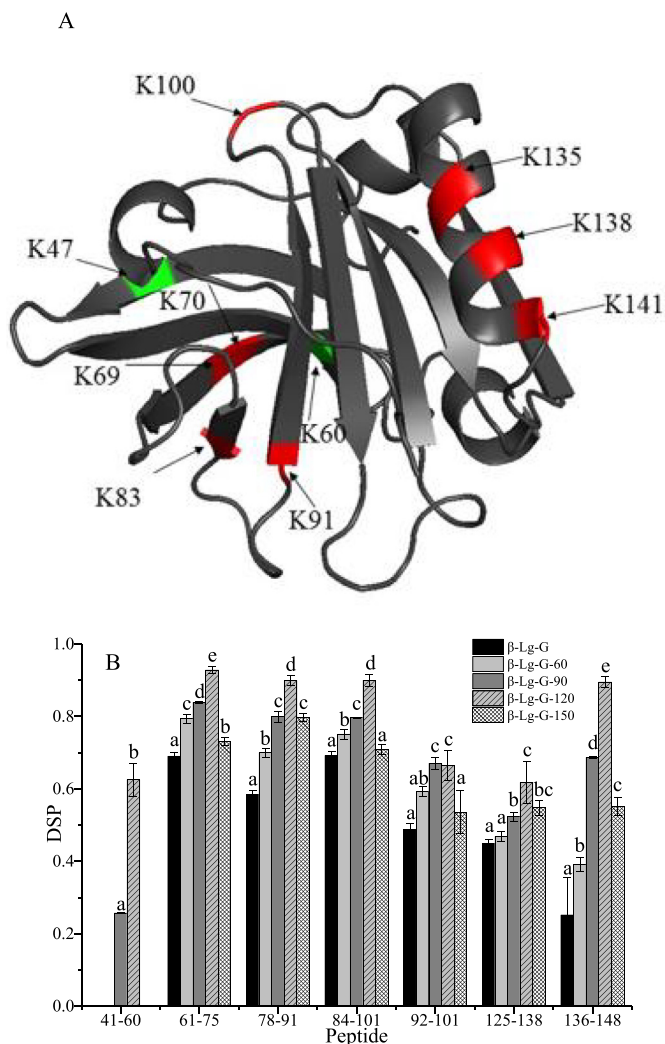 A
K100
K135
K138
K47
K70
K141
K69
K60
K83
K91
B
β-Lg-G
β-Lg-G-60
β-Lg-G-90
β-Lg-G-120
β-Lg-G-150
DSP
1.0
0.8
0.6
0.4
0.2
0.0
a b
a c d e b
a b c d c
a b c d a
a ab c c a
a a b c bc
a b d e c
41-60 61-75 78-91 84-101 92-101 125-138 136-148
Peptide